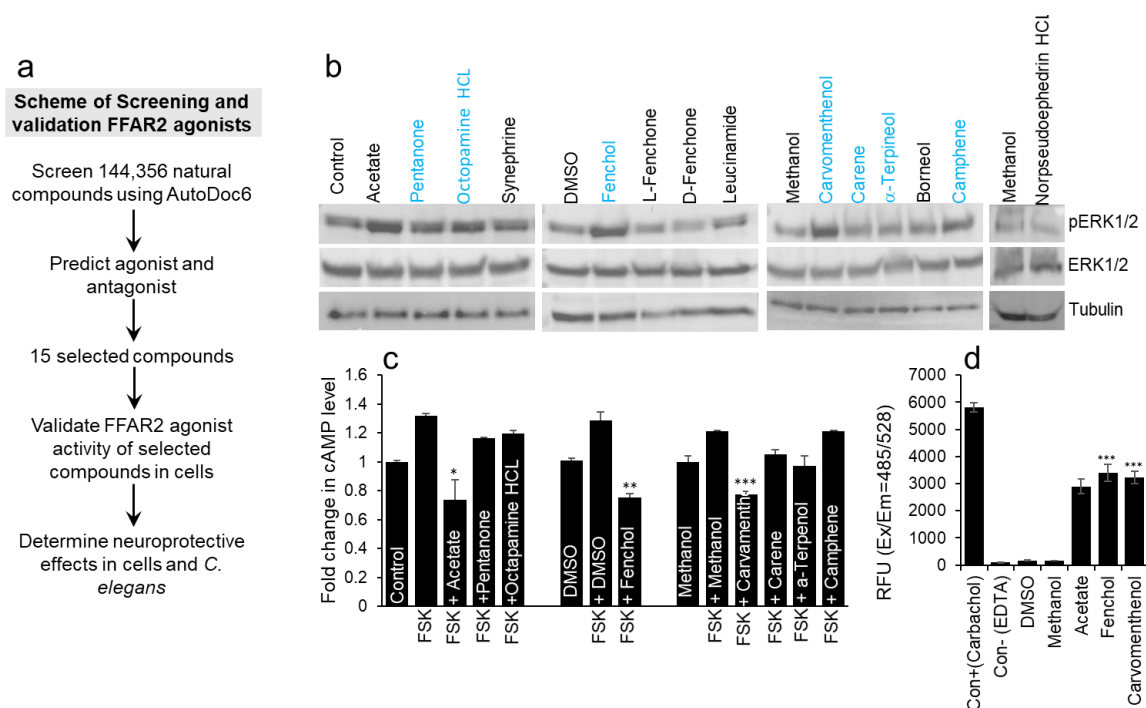 a
Scheme of Screening and
validation FFAR2 agonists
Screen 144,356 natural
compounds using AutoDoc6
Predict agonist and
antagonist
15 selected compounds
Validate FFAR2 agonist
activity of selected
compounds in cells
Determine neuroprotective
effects in cells and C.
elegans
b
Control
Acetate
Pentanone
Octopamine HCL
Synephrine
DMSO
Fenchol
L-Fenchone
D-Fenchone
Leucinamide
Methanol
Carvomenthenol
Carene
α-Terpineol
Borneol
Camphene
Methanol
Norpseudoephedrin HCL
pERK1/2
ERK1/2
Tubulin
c
Fold change in cAMP level
1.6
1.4
1.2
1
0.8
0.6
0.4
0.2
0
*
**
***
Control
FSK
FSK + Acetate
FSK +Pentanone
FSK +Octapamine HCL
DMSO
FSK + DMSO
FSK + Fenchol
Methanol
FSK + Methanol
FSK + Carvamenth
FSK + Carene
FSK + a-Terpenol
FSK + Camphene
d
RFU (Ex/Em=485/528)
7000
6000
5000
4000
3000
2000
1000
0
***
***
Con+(Carbachol)
Con- (EDTA)
DMSO
Methanol
Acetate
Fenchol
Carvomenthenol